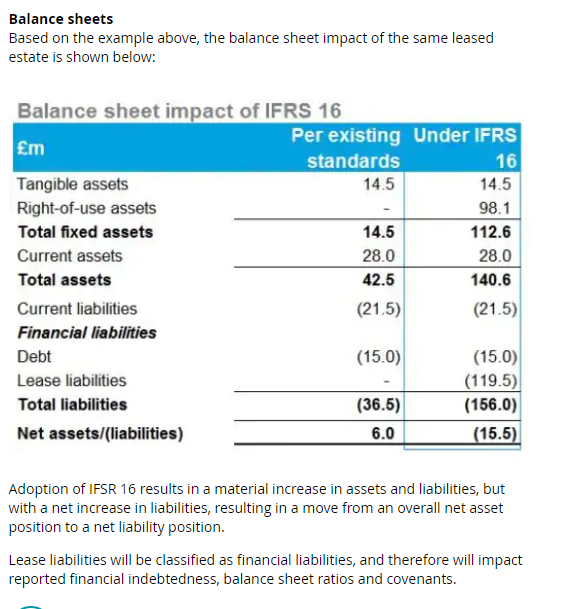 Balance sheets
Based on the example above, the balance sheet impact of the same leased
estate is shown below:
Balance sheet impact of IFRS 16
£m Per existing standards Under IFRS 16
Tangible assets 14.5 14.5
Right-of-use assets - 98.1
Total fixed assets 14.5 112.6
Current assets 28.0 28.0
Total assets 42.5 140.6
Current liabilities (21.5) (21.5)
Financial liabilities
Debt (15.0) (15.0)
Lease liabilities - (119.5)
Total liabilities (36.5) (156.0)
Net assets/(liabilities) 6.0 (15.5)
Adoption of IFSR 16 results in a material increase in assets and liabilities, but
with a net increase in liabilities, resulting in a move from an overall net asset
position to a net liability position.
Lease liabilities will be classified as financial liabilities, and therefore will impact
reported financial indebtedness, balance sheet ratios and covenants.